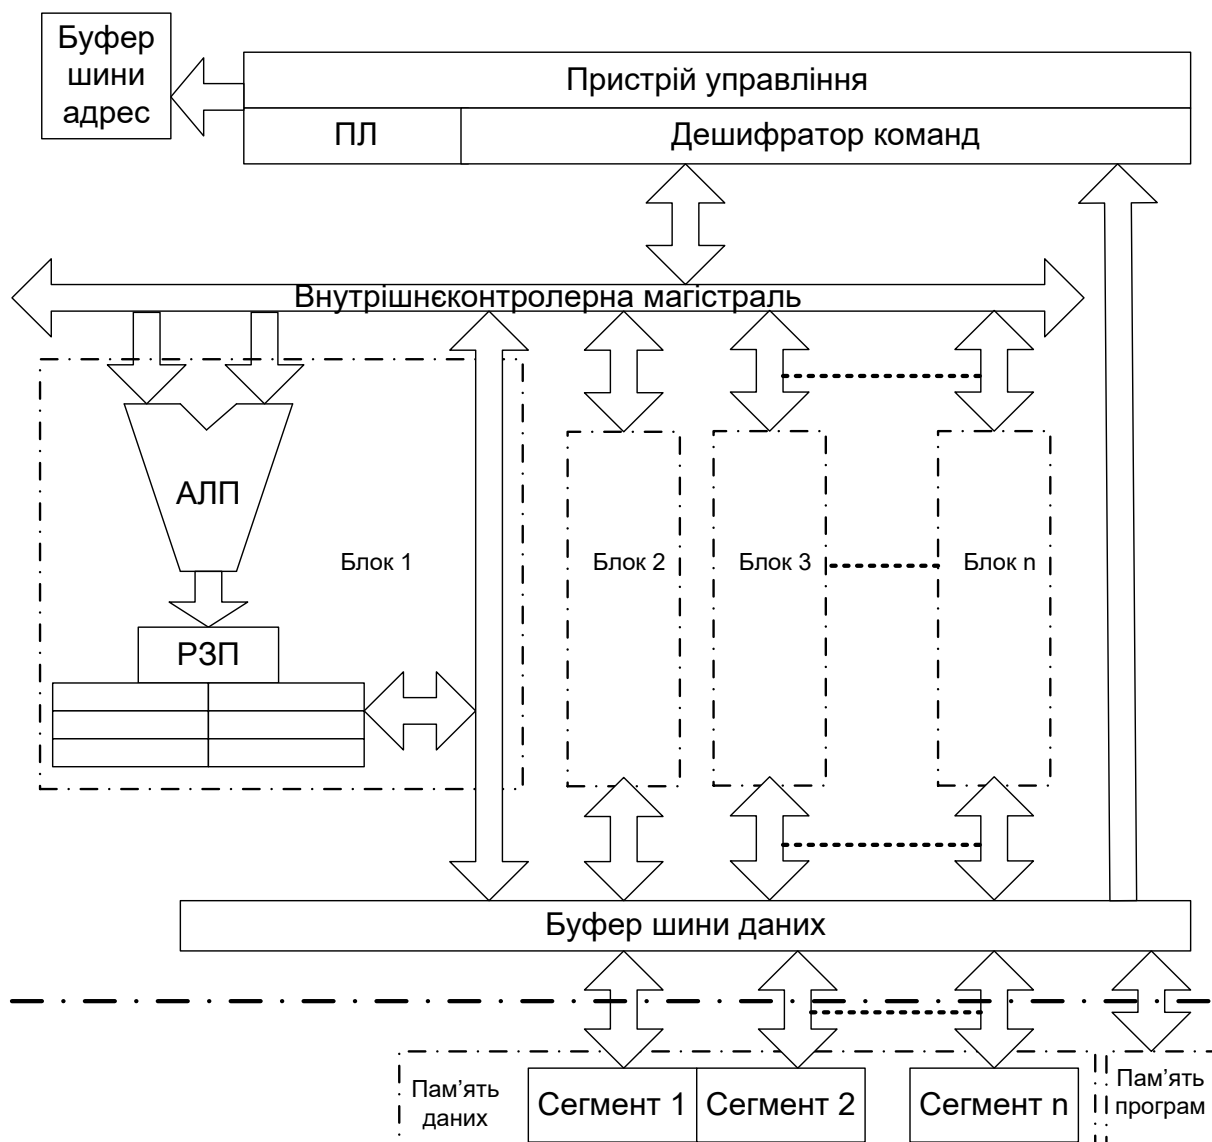 Буфер
шини
адрес
Пристрій управління
ПЛ
Дешифратор команд
Внутрішнєконтролерна магістраль
АЛП
Блок 1
Блок 2
Блок 3
Блок n
РЗП
Буфер шини даних
Пам’ять
даних
Сегмент 1
Сегмент 2
Сегмент n
Пам’ять
програм